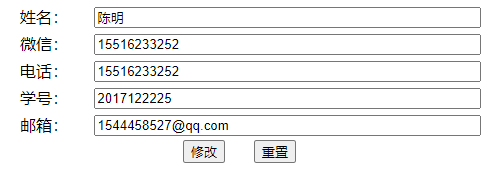 姓名： 陈明
微信： 15516233252
电话： 15516233252
学号： 2017122225
邮箱： 1544458527@qq.com
修改 重置